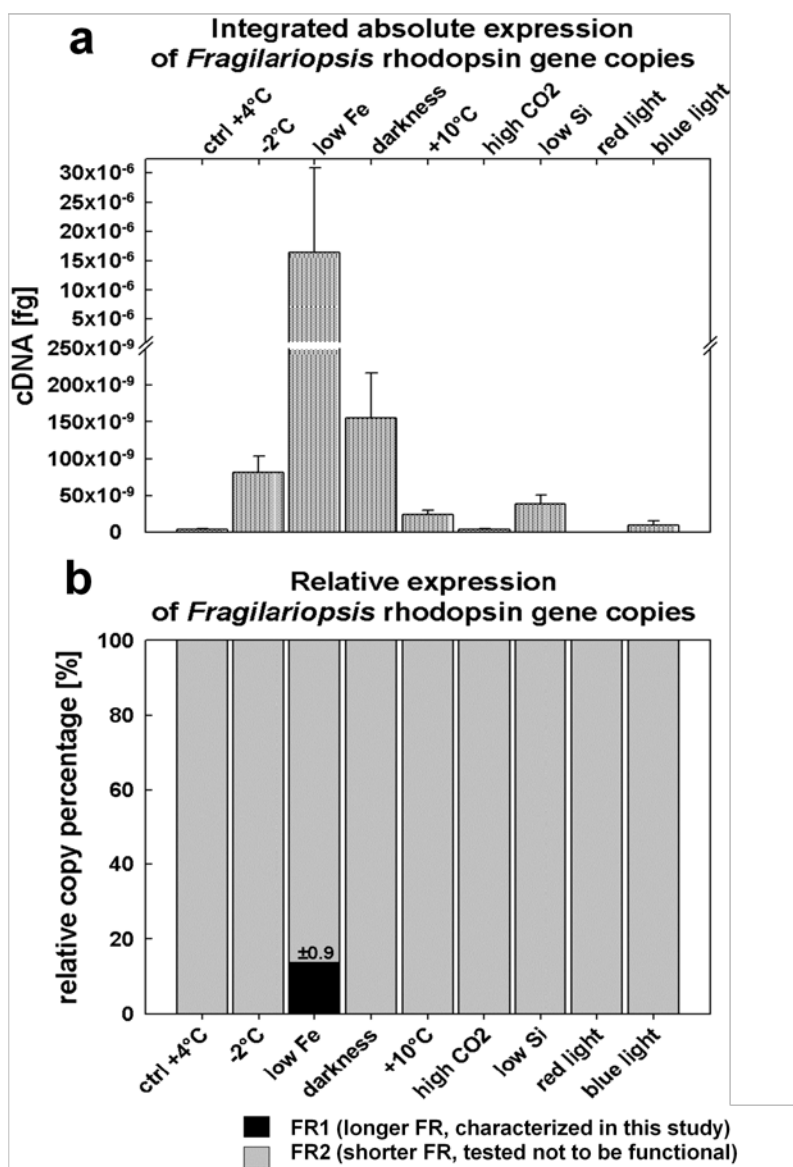 a
Integrated absolute expression
of Fragilariopsis rhodopsin gene copies
ctrl +4°C
-2°C
low Fe
darkness
+10°C
high CO2
low Si
red light
blue light
cDNA [fg]
30x10⁻⁶
25x10⁻⁶
20x10⁻⁶
15x10⁻⁶
10x10⁻⁶
5x10⁻⁶
250x10⁻⁹
200x10⁻⁹
150x10⁻⁹
100x10⁻⁹
50x10⁻⁹
0
b
Relative expression
of Fragilariopsis rhodopsin gene copies
relative copy percentage [%]
100
80
60
40
20
0
±0.9
ctrl +4°C
-2°C
low Fe
darkness
+10°C
high CO2
low Si
red light
blue light
FR1 (longer FR, characterized in this study)
FR2 (shorter FR, tested not to be functional)